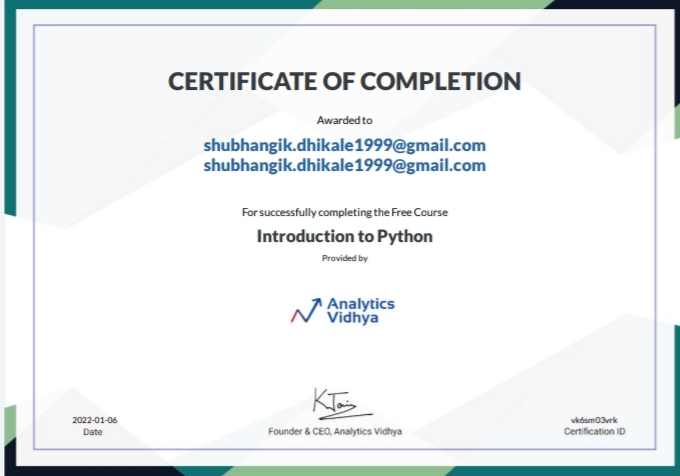 CERTIFICATE OF COMPLETION
Awarded to
shubhangik.dhikale1999@gmail.com
shubhangik.dhikale1999@gmail.com
For successfully completing the Free Course
Introduction to Python
Provided by
Analytics
Vidhya
K.Jain
2022-01-06
Date
Founder & CEO, Analytics Vidhya
vk6sm03vrk
Certification ID